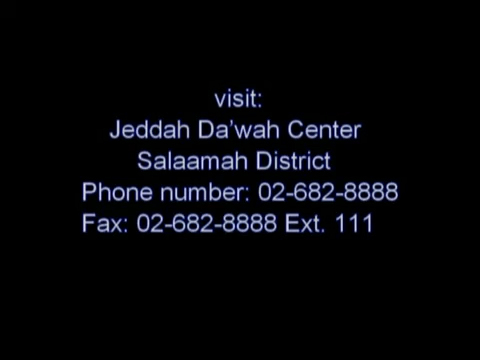 visit:
Jeddah Da’wah Center
Salaamah District
Phone number: 02-682-8888
Fax: 02-682-8888 Ext. 111